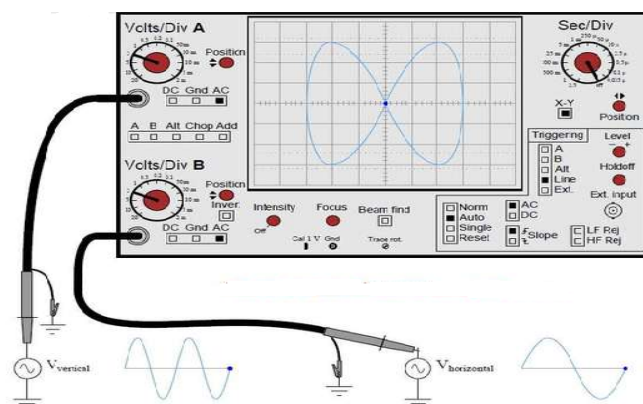 Volts/Div A
Position
DC Gnd AC
A B Alt Chop Add
Volts/Div B
Position
Inver.
DC Gnd AC
Intensity
Focus
Beam find
Off
Cal 1 V Gnd
Trace rot.
Sec/Div
X-Y
Position
Triggering
Level
- +
A
B
Alt
Line
Ext.
Holdoff
Ext. input
Norm
Auto
Single
Reset
AC
DC
Slope
LF Rej
HF Rej
Vvertical
Vhorizontal